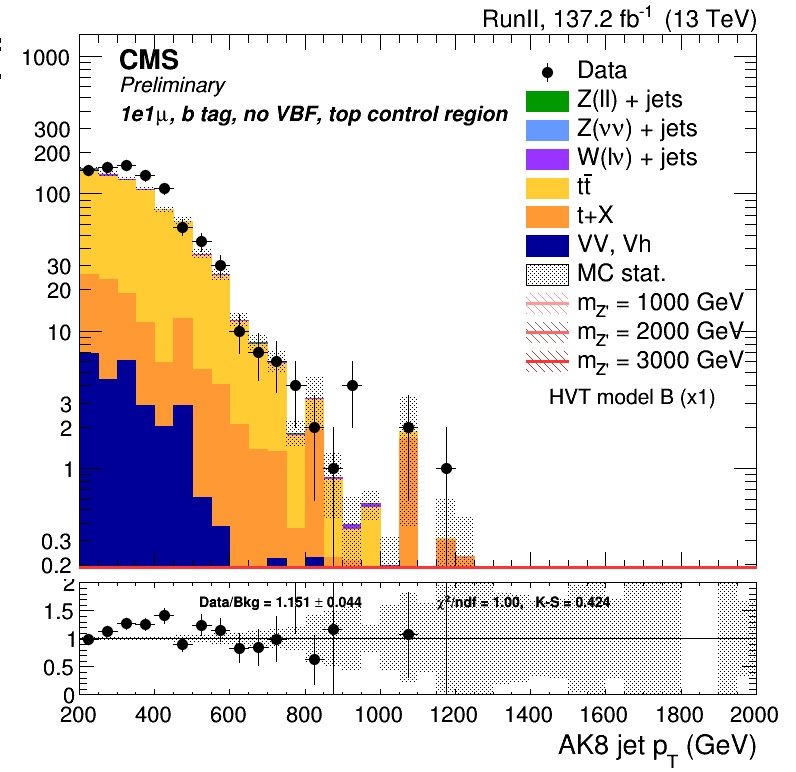 RunII, 137.2 fb⁻¹ (13 TeV)
CMS
Preliminary
1e1μ, b tag, no VBF, top control region
Data
Z(ll) + jets
Z(νν) + jets
W(lν) + jets
tt̄
t+X
VV, Vh
MC stat.
m_Z' = 1000 GeV
m_Z' = 2000 GeV
m_Z' = 3000 GeV
HVT model B (x1)
1000
300
200
100
30
20
10
3
2
1
0.3
0.2
2
1.5
1
0.5
0
Data/Bkg = 1.151 ± 0.044
χ²/ndf = 1.00, K-S = 0.424
200 400 600 800 1000 1200 1400 1600 1800 2000
AK8 jet p_T (GeV)